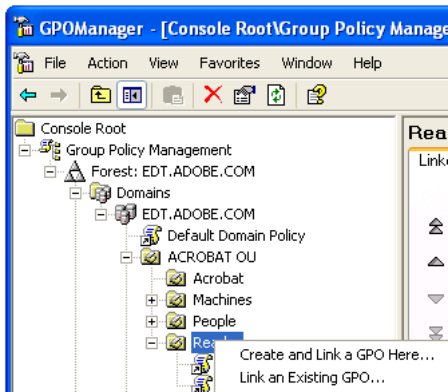 GPOManager - [Console Root\Group Policy Manage
File Action View Favorites Window Help
Console Root
Group Policy Management
Forest: EDT.ADOBE.COM
Domains
EDT.ADOBE.COM
Default Domain Policy
ACROBAT OU
Acrobat
Machines
People
Rea
Create and Link a GPO Here...
Link an Existing GPO...
Rea
Link